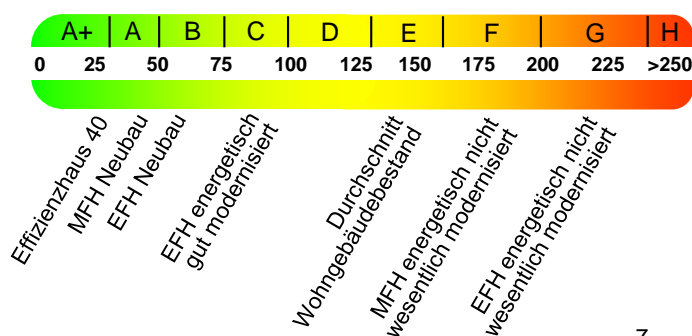 A+ A B C D E F G H
0 25 50 75 100 125 150 175 200 225 >250
Effizienzhaus 40
MFH Neubau
EFH Neubau
EFH energetisch
gut modernisiert
Durchschnitt
Wohngebäudebestand
MFH energetisch nicht
wesentlich modernisiert
EFH energetisch nicht
wesentlich modernisiert